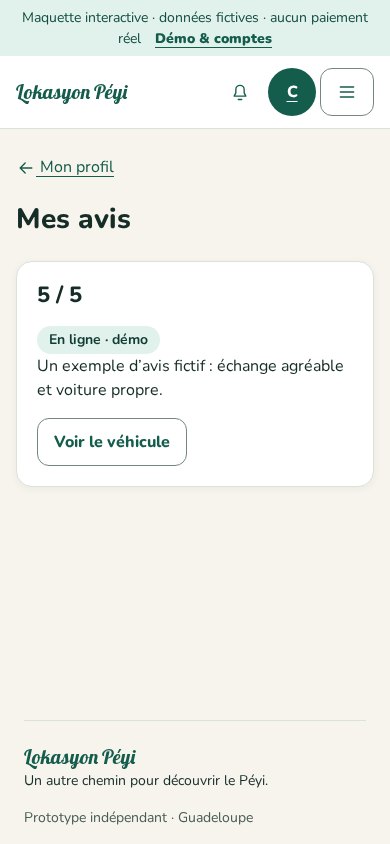 Maquette interactive · données fictives · aucun paiement
réel Démo & comptes
Lokasyon Péyi
C
← Mon profil
Mes avis
5 / 5
En ligne · démo
Un exemple d’avis fictif : échange agréable
et voiture propre.
Voir le véhicule
Lokasyon Péyi
Un autre chemin pour découvrir le Péyi.
Prototype indépendant · Guadeloupe